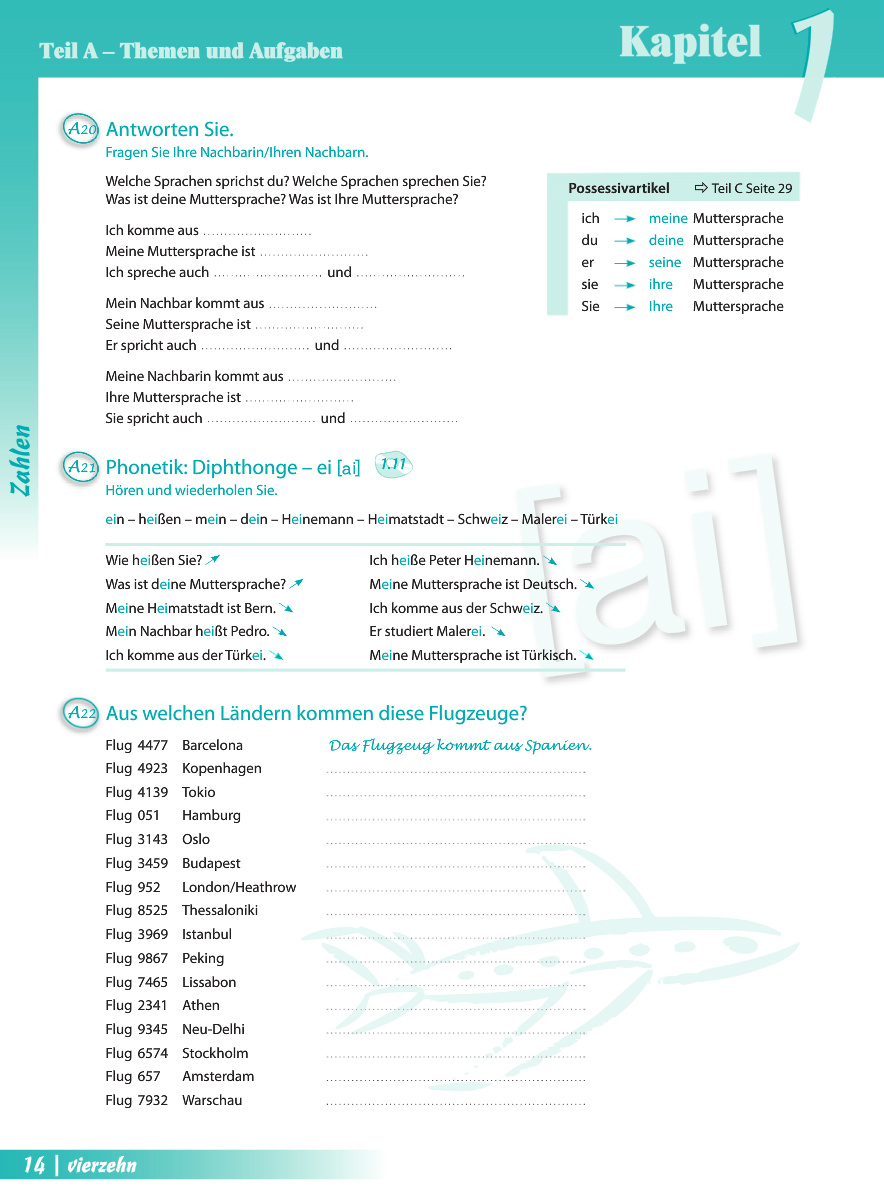 Teil A – Themen und Aufgaben
Kapitel 1
A20 Antworten Sie.
Fragen Sie Ihre Nachbarin/Ihren Nachbarn.
Welche Sprachen sprichst du? Welche Sprachen sprechen Sie?
Was ist deine Muttersprache? Was ist Ihre Muttersprache?
Ich komme aus ..........................
Meine Muttersprache ist ..........................
Ich spreche auch .......................... und ..........................
Mein Nachbar kommt aus ..........................
Seine Muttersprache ist ..........................
Er spricht auch .......................... und ..........................
Meine Nachbarin kommt aus ..........................
Ihre Muttersprache ist ..........................
Sie spricht auch .......................... und ..........................
Possessivartikel ⇨ Teil C Seite 29
ich → meine Muttersprache
du → deine Muttersprache
er → seine Muttersprache
sie → ihre Muttersprache
Sie → Ihre Muttersprache
Zahlen
A21 Phonetik: Diphthonge – ei [ai] 1.11
Hören und wiederholen Sie.
ein – heißen – mein – dein – Heinemann – Heimatstadt – Schweiz – Malerei – Türkei
[ai]
Wie heißen Sie? ↗ Ich heiße Peter Heinemann. ↘
Was ist deine Muttersprache? ↗ Meine Muttersprache ist Deutsch. ↘
Meine Heimatstadt ist Bern. ↘ Ich komme aus der Schweiz. ↘
Mein Nachbar heißt Pedro. ↘ Er studiert Malerei. ↘
Ich komme aus der Türkei. ↘ Meine Muttersprache ist Türkisch. ↘
A22 Aus welchen Ländern kommen diese Flugzeuge?
Flug 4477 Barcelona Das Flugzeug kommt aus Spanien.
Flug 4923 Kopenhagen ..............................................................
Flug 4139 Tokio ..............................................................
Flug 051 Hamburg ..............................................................
Flug 3143 Oslo ..............................................................
Flug 3459 Budapest ..............................................................
Flug 952 London/Heathrow ..............................................................
Flug 8525 Thessaloniki ..............................................................
Flug 3969 Istanbul ..............................................................
Flug 9867 Peking ..............................................................
Flug 7465 Lissabon ..............................................................
Flug 2341 Athen ..............................................................
Flug 9345 Neu-Delhi ..............................................................
Flug 6574 Stockholm ..............................................................
Flug 657 Amsterdam ..............................................................
Flug 7932 Warschau ..............................................................
14 | vierzehn